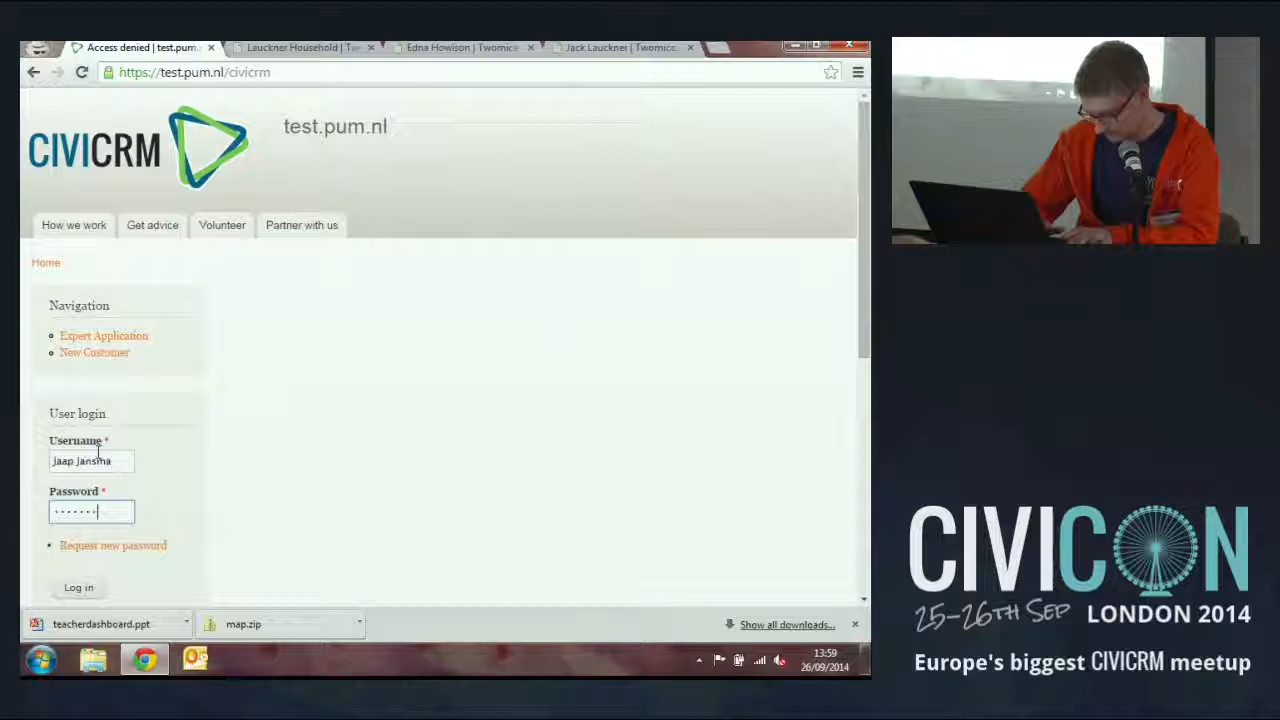 Access denied | test.pum.
Lauckner Household | Tw
Edna Howison | Twomice
Jack Lauckner | Twomice
https://test.pum.nl/civicrm
CIVICRM
test.pum.nl
How we work
Get advice
Volunteer
Partner with us
Home
Navigation
Expert Application
New Customer
User login
Username *
jaap jansma
Password *
Request new password
Log in
teacherdashboard.ppt
map.zip
Show all downloads...
13:59
26/09/2014
CIVICON
25-26TH SEP LONDON 2014
Europe's biggest CIVICRM meetup